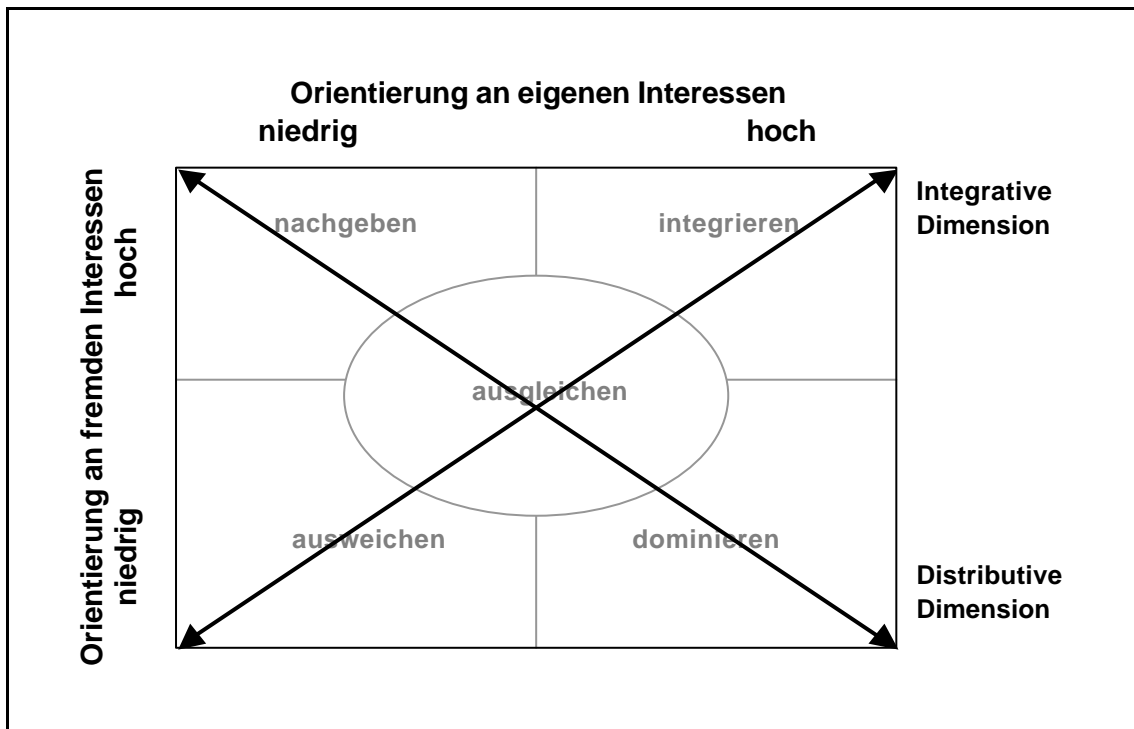 Orientierung an eigenen Interessen
niedrig hoch
Orientierung an fremden Interessen
niedrig hoch
nachgeben integrieren
Integrative
Dimension
ausgleichen
ausweichen dominieren
Distributive
Dimension